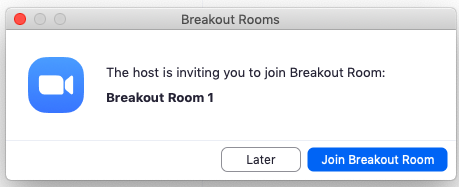 Breakout Rooms
The host is inviting you to join Breakout Room:
Breakout Room 1
Later
Join Breakout Room